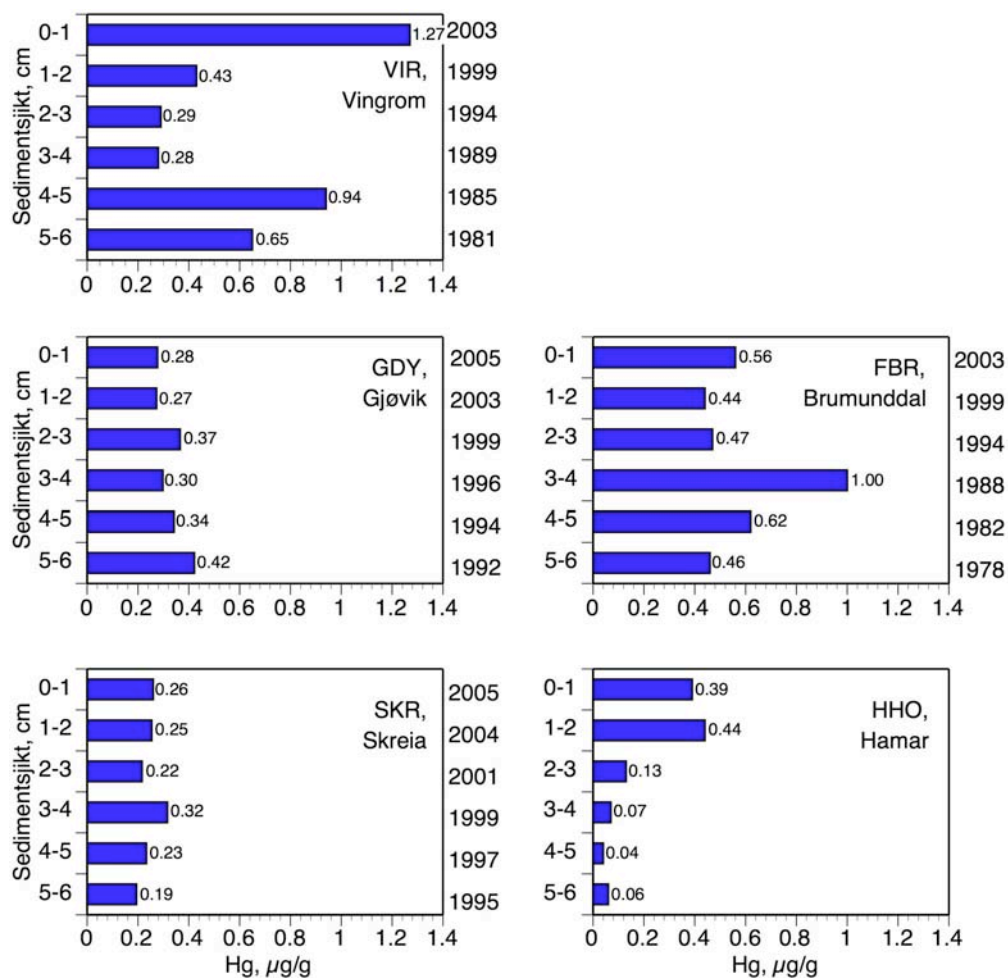 Sedimentsjikt, cm
VIR,
Vingrom
0-1 1.27 2003
1-2 0.43 1999
2-3 0.29 1994
3-4 0.28 1989
4-5 0.94 1985
5-6 0.65 1981
0 0.2 0.4 0.6 0.8 1 1.2 1.4
GDY,
Gjøvik
0-1 0.28 2005
1-2 0.27 2003
2-3 0.37 1999
3-4 0.30 1996
4-5 0.34 1994
5-6 0.42 1992
0 0.2 0.4 0.6 0.8 1 1.2 1.4
FBR,
Brumunddal
0-1 0.56 2003
1-2 0.44 1999
2-3 0.47 1994
3-4 1.00 1988
4-5 0.62 1982
5-6 0.46 1978
0 0.2 0.4 0.6 0.8 1 1.2 1.4
Sedimentsjikt, cm
SKR,
Skreia
0-1 0.26 2005
1-2 0.25 2004
2-3 0.22 2001
3-4 0.32 1999
4-5 0.23 1997
5-6 0.19 1995
0 0.2 0.4 0.6 0.8 1 1.2 1.4
Hg, µg/g
HHO,
Hamar
0-1 0.39
1-2 0.44
2-3 0.13
3-4 0.07
4-5 0.04
5-6 0.06
0 0.2 0.4 0.6 0.8 1 1.2 1.4
Hg, µg/g